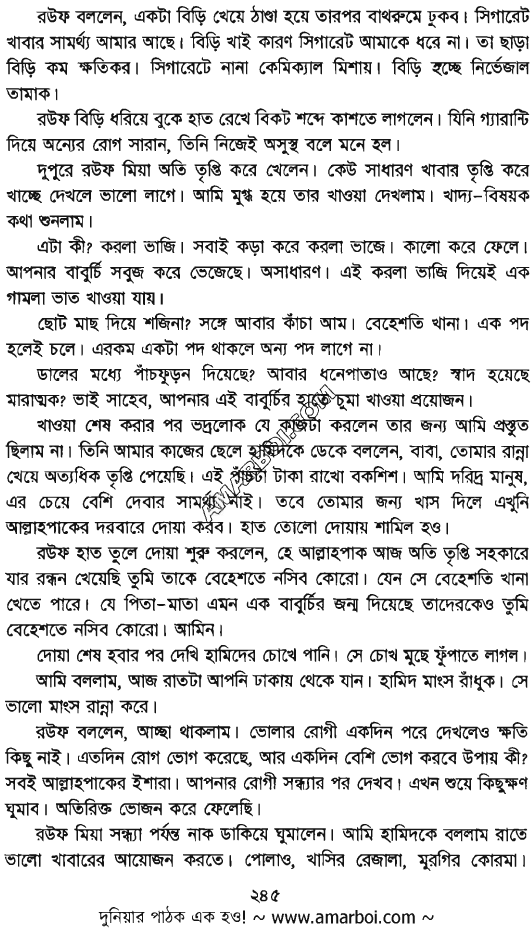 রউফ বললেন, একটা বিড়ি খেয়ে ঠাণ্ডা হয়ে তারপর বাথরুমে ঢুকব। সিগারেট
খাবার সামর্থ্য আমার আছে। বিড়ি খাই কারণ সিগারেট আমাকে ধরে না। তা ছাড়া
বিড়ি কম ক্ষতিকর। সিগারেটে নানা কেমিক্যাল মিশায়। বিড়ি হচ্ছে নির্ভেজাল
তামাক।
রউফ বিড়ি ধরিয়ে বুকে হাত রেখে বিকট শব্দে কাশতে লাগলেন। যিনি গ্যারান্টি
দিয়ে অন্যের রোগ সারান, তিনি নিজেই অসুস্থ বলে মনে হল।
দুপুরে রউফ মিয়া অতি তৃপ্তি করে খেলেন। কেউ সাধারণ খাবার তৃপ্তি করে
খাচ্ছে দেখলে ভালো লাগে। আমি মুগ্ধ হয়ে তার খাওয়া দেখলাম। খাদ্য-বিষয়ক
কথা শুনলাম।
এটা কী? করলা ভাজি। সবাই কড়া করে করলা ভাজে। কালো করে ফেলে।
আপনার বাবুর্চি সবুজ করে ভেজেছে। অসাধারণ। এই করলা ভাজি দিয়েই এক
গামলা ভাত খাওয়া যায়।
ছোট মাছ দিয়ে শজিনা? সঙ্গে আবার কাঁচা আম। বেহেশতি খানা। এক পদ
হলেই চলে। এরকম একটা পদ থাকলে অন্য পদ লাগে না।
ডালের মধ্যে পাঁচফুড়ন দিয়েছে? আবার ধনেপাতাও আছে? স্বাদ হয়েছে
মারাত্মক? ভাই সাহেব, আপনার এই বাবুর্চির হাতে চুমা খাওয়া প্রয়োজন।
খাওয়া শেষ করার পর ভদ্রলোক যে কাজটা করলেন তার জন্য আমি প্রস্তুত
ছিলাম না। তিনি আমার কাজের ছেলে হামিদকে ডেকে বললেন, বাবা, তোমার রান্না
খেয়ে অত্যধিক তৃপ্তি পেয়েছি। এই পাঁচটা টাকা রাখো বকশিশ। আমি দরিদ্র মানুষ,
এর চেয়ে বেশি দেবার সামর্থ্য নাই। তবে তোমার জন্য খাস দিলে এখুনি
আল্লাহপাকের দরবারে দোয়া করব। হাত তোলো দোয়ায় শামিল হও।
রউফ হাত তুলে দোয়া শুরু করলেন, হে আল্লাহপাক আজ অতি তৃপ্তি সহকারে
যার রন্ধন খেয়েছি তুমি তাকে বেহেশতে নসিব কোরো। যেন সে বেহেশতি খানা
খেতে পারে। যে পিতা-মাতা এমন এক বাবুর্চির জন্ম দিয়েছে তাদেরকেও তুমি
বেহেশতে নসিব কোরো। আমিন।
দোয়া শেষ হবার পর দেখি হামিদের চোখে পানি। সে চোখ মুছে ফুঁপাতে লাগল।
আমি বললাম, আজ রাতটা আপনি ঢাকায় থেকে যান। হামিদ মাংস রাঁধুক। সে
ভালো মাংস রান্না করে।
রউফ বললেন, আচ্ছা থাকলাম। ভোলার রোগী একদিন পরে দেখলেও ক্ষতি
কিছু নাই। এতদিন রোগ ভোগ করেছে, আর একদিন বেশি ভোগ করবে উপায় কী?
সবই আল্লাহপাকের ইশারা। আপনার রোগী সন্ধ্যার পর দেখব। এখন শুয়ে কিছুক্ষণ
ঘুমাব। অতিরিক্ত ভোজন করে ফেলেছি।
রউফ মিয়া সন্ধ্যা পর্যন্ত নাক ডাকিয়ে ঘুমালেন। আমি হামিদকে বললাম রাতে
ভালো খাবারের আয়োজন করতে। পোলাও, খাসির রেজালা, মুরগির কোরমা।
২৪৫
দুনিয়ার পাঠক এক হও! ~ www.amarboi.com ~
AMARBOI.COM